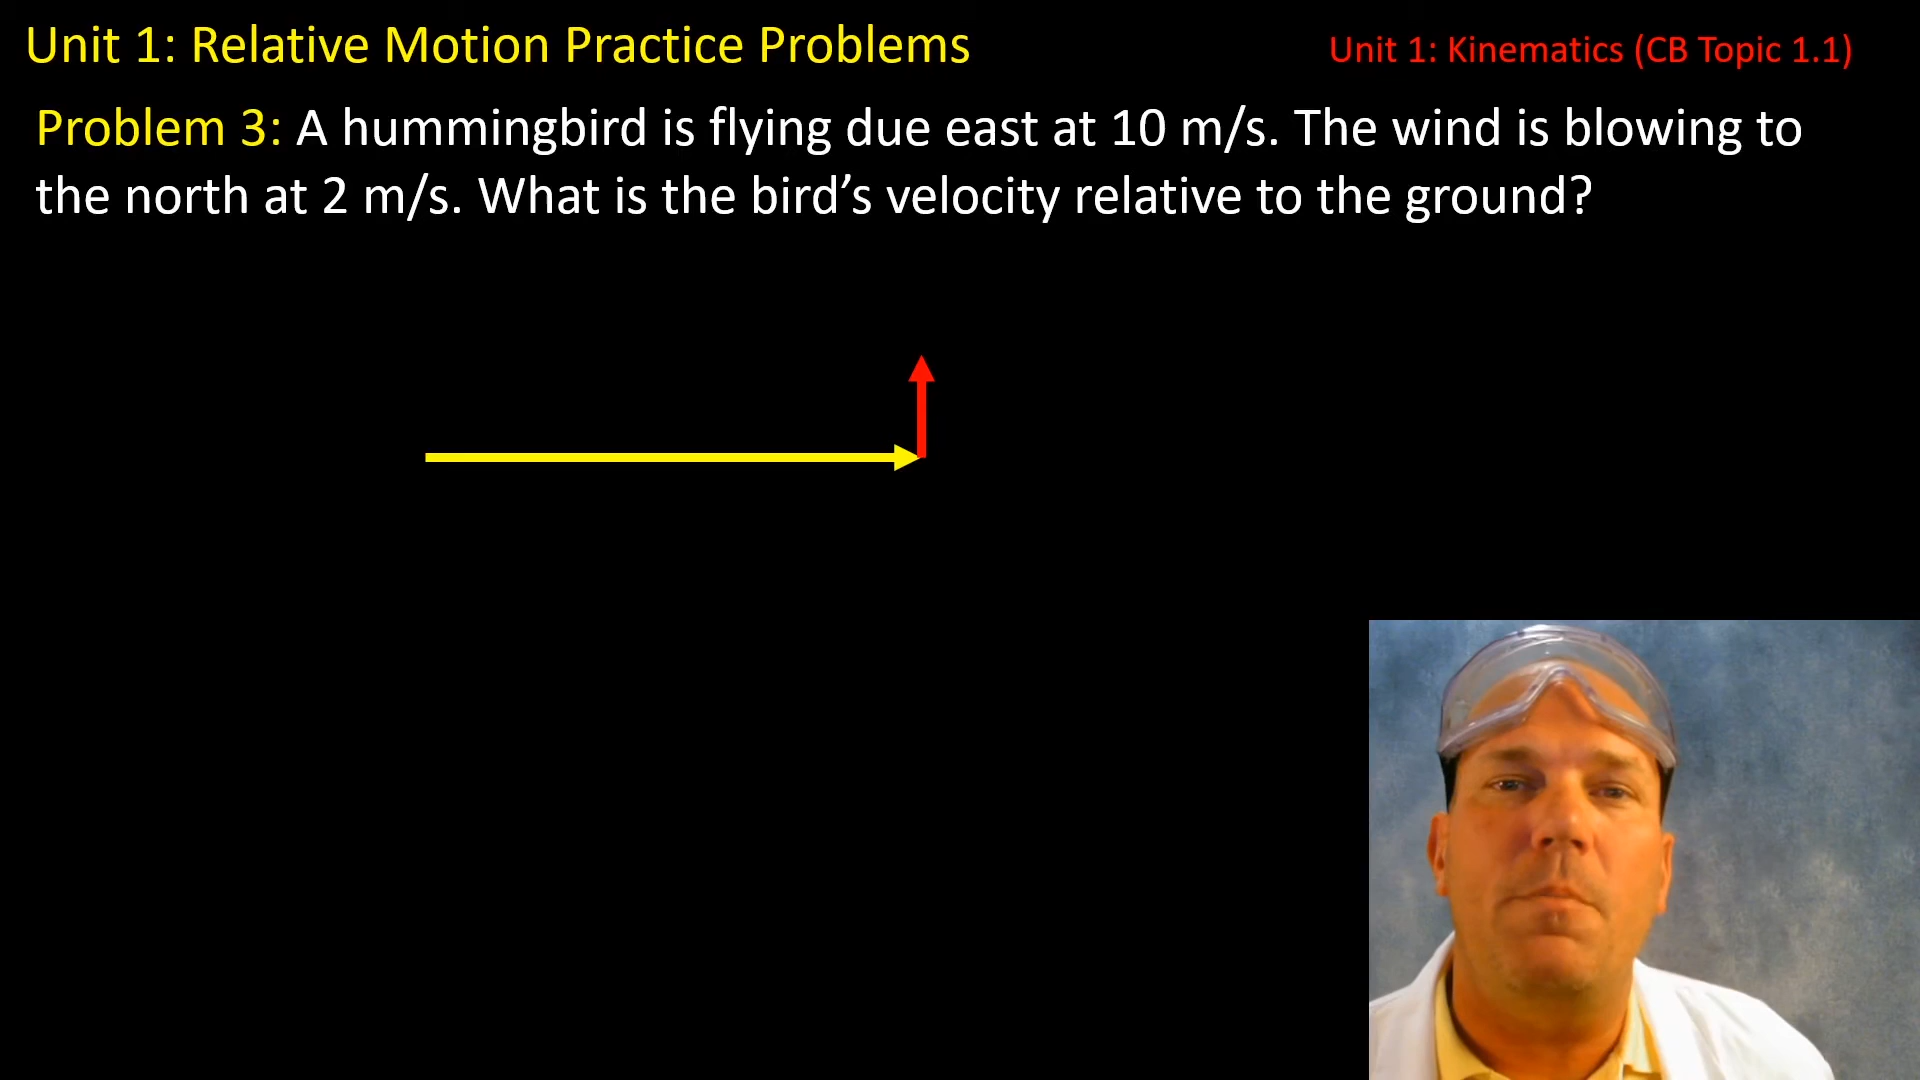 Unit 1: Relative Motion Practice Problems
Unit 1: Kinematics (CB Topic 1.1)
Problem 3: A hummingbird is flying due east at 10 m/s. The wind is blowing to
the north at 2 m/s. What is the bird’s velocity relative to the ground?